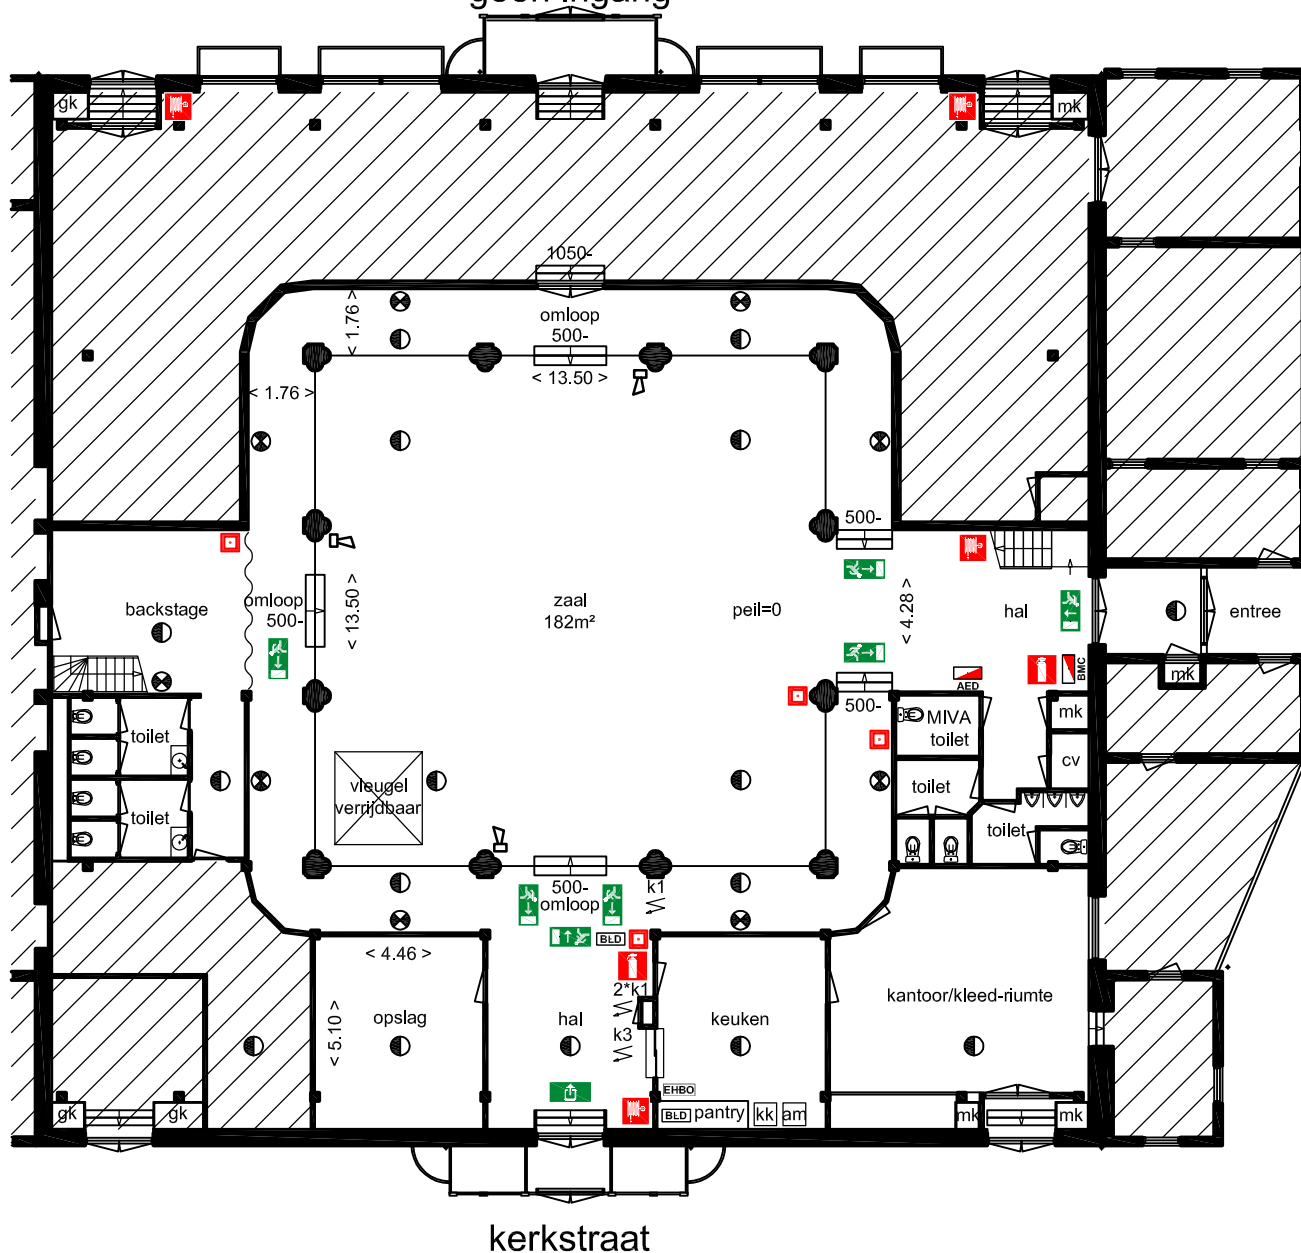 geen ingang
gk
mk
1050-
omloop
500-
< 1.76 >
< 13.50 >
< 1.76 >
500-
backstage
omloop
500-
< 13.50 >
zaal
182m²
peil=0
< 4.28 >
hal
entree
AED
BMC
mk
500-
MIVA
toilet
mk
toilet
cv
vleugel
verrijdbaar
toilet
toilet
toilet
500-
omloop
k1
BLD
< 4.46 >
2*k1
kantoor/kleed-riumte
opslag
hal
keuken
k3
< 5.10 >
EHBO
gk
gk
BLD
pantry
kk
am
mk
mk
kerkstraat